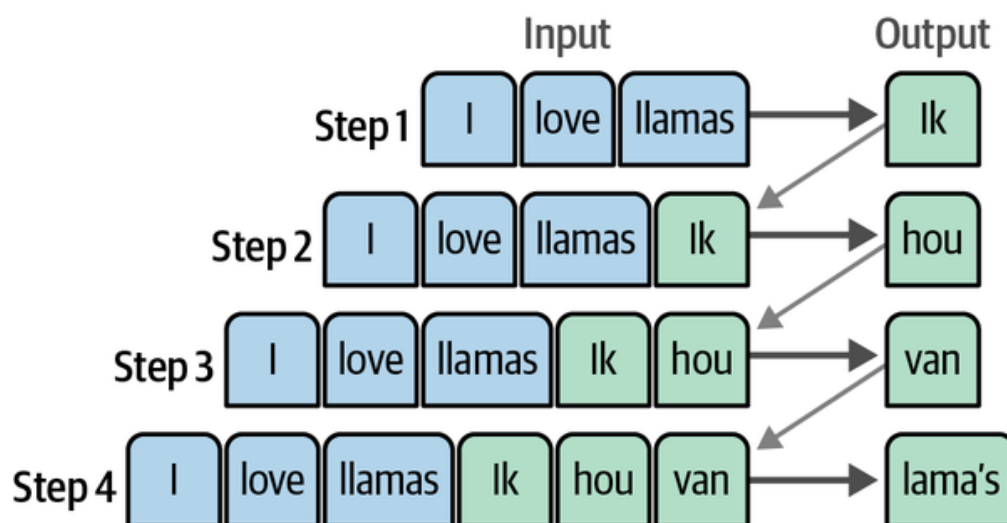 Input Output
Step 1 I love llamas Ik
Step 2 I love llamas Ik hou
Step 3 I love llamas Ik hou van
Step 4 I love llamas Ik hou van lama's